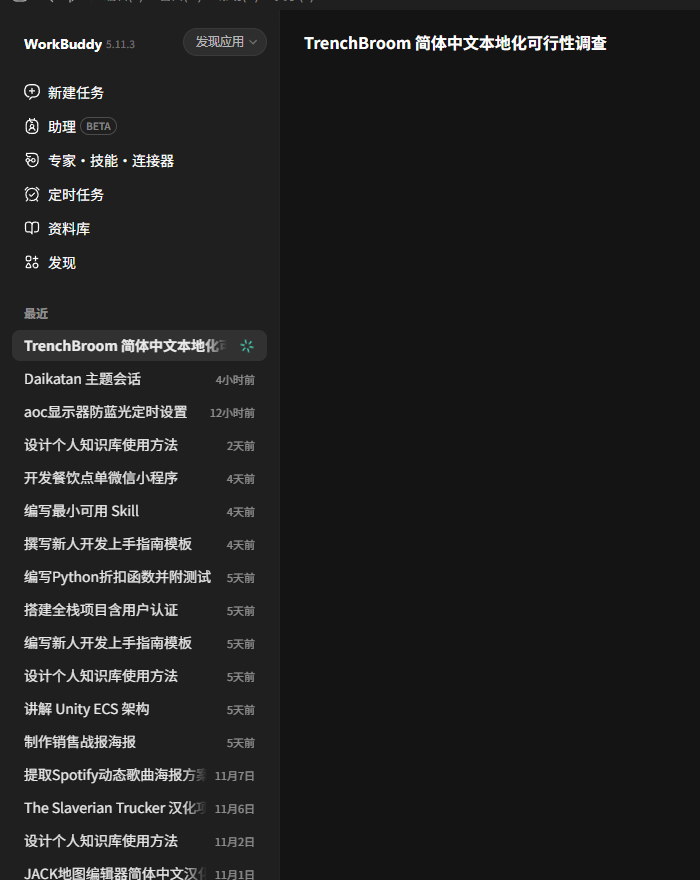 WorkBuddy 5.11.3
发现应用
TrenchBroom 简体中文本地化可行性调查
新建任务
助理 BETA
专家·技能·连接器
定时任务
资料库
发现
最近
TrenchBroom 简体中文本地化
Daikatan 主题会话 4小时前
aoc显示器防蓝光定时设置 12小时前
设计个人知识库使用方法 2天前
开发餐饮点单微信小程序 4天前
编写最小可用 Skill 4天前
撰写新人开发上手指南模板 4天前
编写Python折扣函数并附测试 5天前
搭建全栈项目含用户认证 5天前
编写新人开发上手指南模板 5天前
设计个人知识库使用方法 5天前
讲解 Unity ECS 架构 5天前
制作销售战报海报 5天前
提取Spotify动态歌曲海报方案 11月7日
The Slaverian Trucker 汉化 11月6日
设计个人知识库使用方法 11月2日
JACK地图编辑器简体中文汉 11月1日